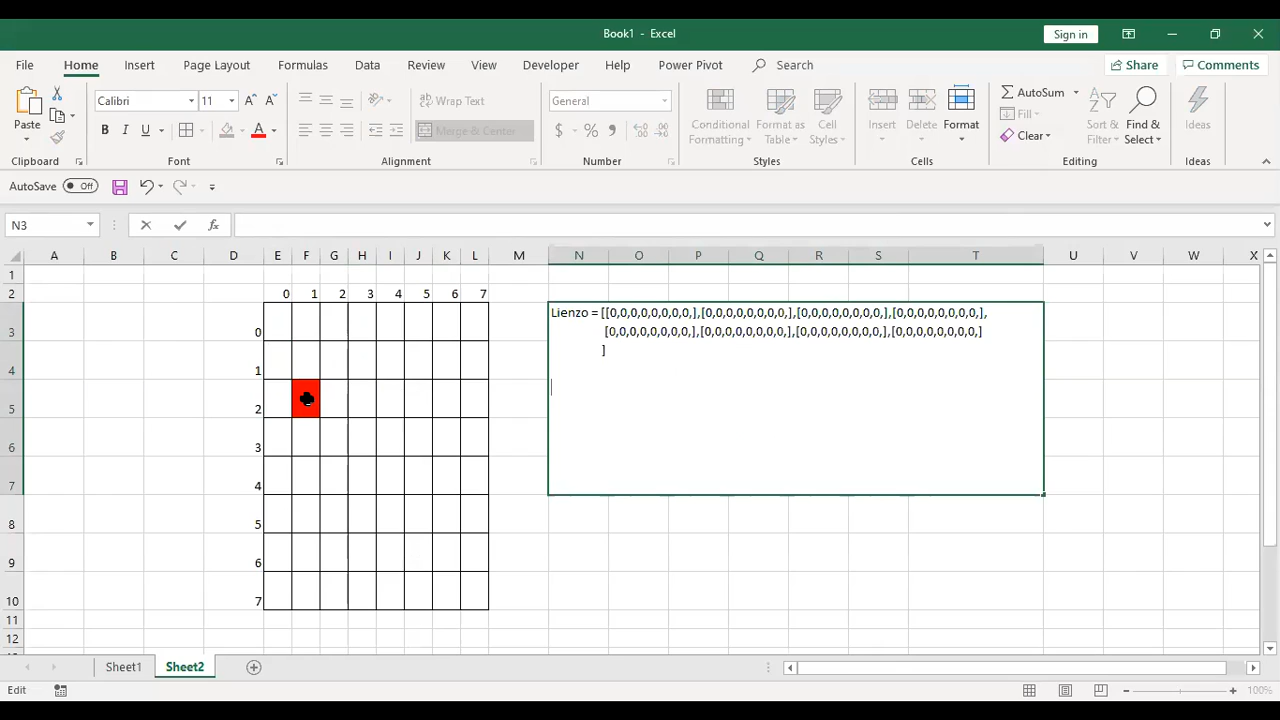 Book1 - Excel
Sign in
File Home Insert Page Layout Formulas Data Review View Developer Help Power Pivot Search Share Comments
Paste
Calibri 11
B I U
Wrap Text
Merge & Center
General
$ % 9
Conditional Formatting
Format as Table
Cell Styles
Insert Delete Format
AutoSum
Fill
Clear
Sort & Filter
Find & Select
Ideas
Clipboard Font Alignment Number Styles Cells Editing Ideas
AutoSave Off
N3 fx
A B C D E F G H I J K L M N O P Q R S T U V W X
1
2 0 1 2 3 4 5 6 7
3 0 Lienzo = [[0,0,0,0,0,0,0,0,],[0,0,0,0,0,0,0,0,],[0,0,0,0,0,0,0,0,],[0,0,0,0,0,0,0,0,],
[0,0,0,0,0,0,0,0,],[0,0,0,0,0,0,0,0,],[0,0,0,0,0,0,0,0,],[0,0,0,0,0,0,0,0,]
]
4 1
5 2
6 3
7 4
8 5
9 6
10 7
11
12
Sheet1 Sheet2
Edit 100%